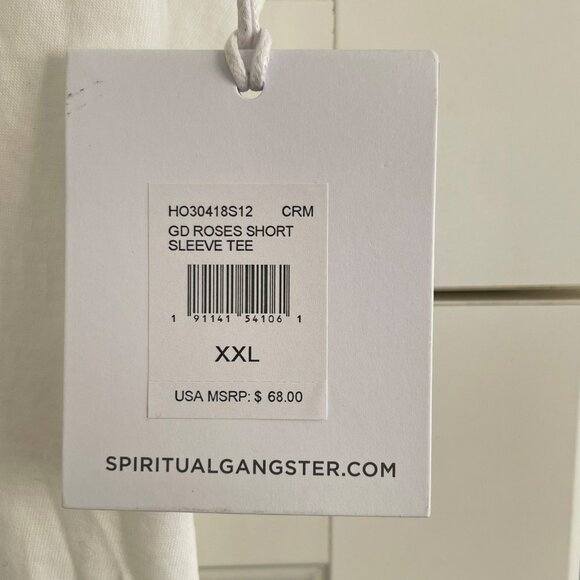 HO30418S12 CRM
GD ROSES SHORT
SLEEVE TEE
1 91141 54106 1
XXL
USA MSRP: $ 68.00
SPIRITUALGANGSTER.COM